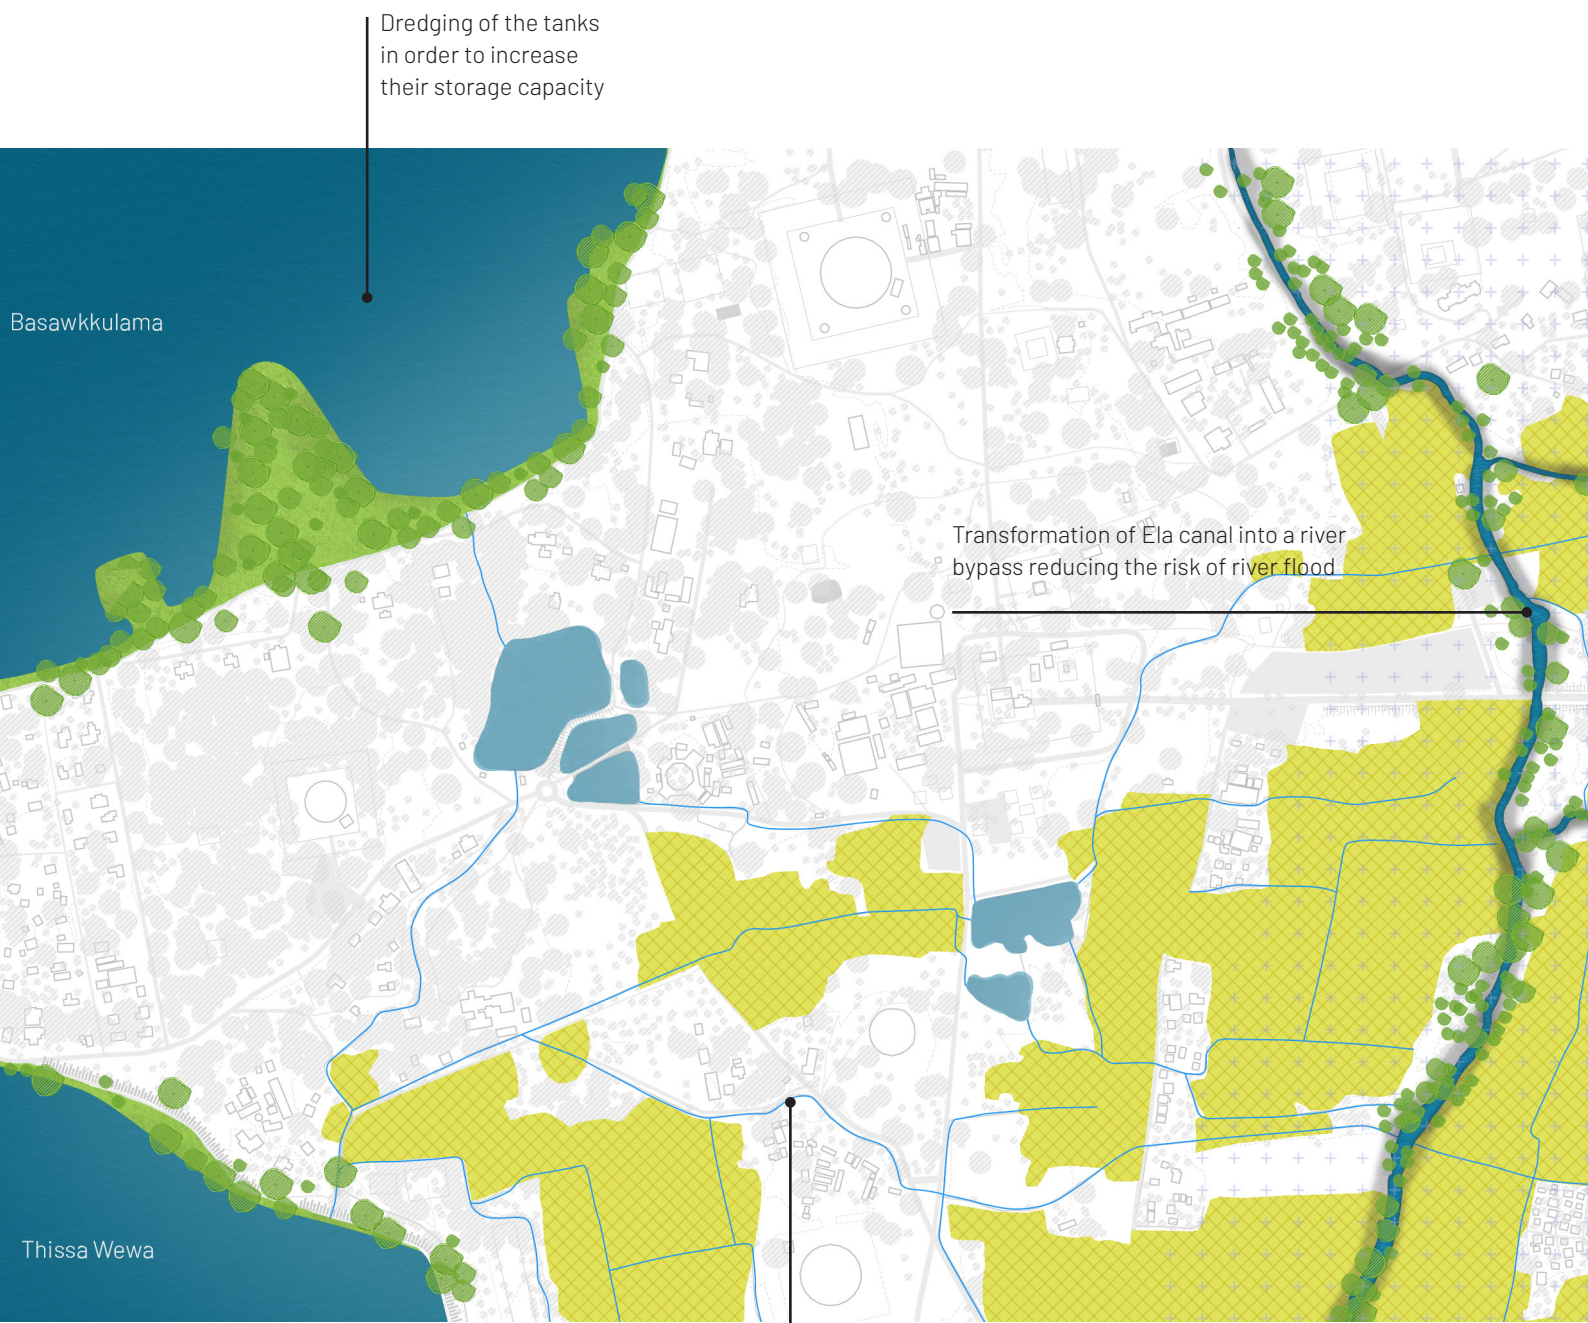 Dredging of the tanks
in order to increase
their storage capacity
Basawkkulama
Transformation of Ela canal into a river
bypass reducing the risk of river flood
Thissa Wewa